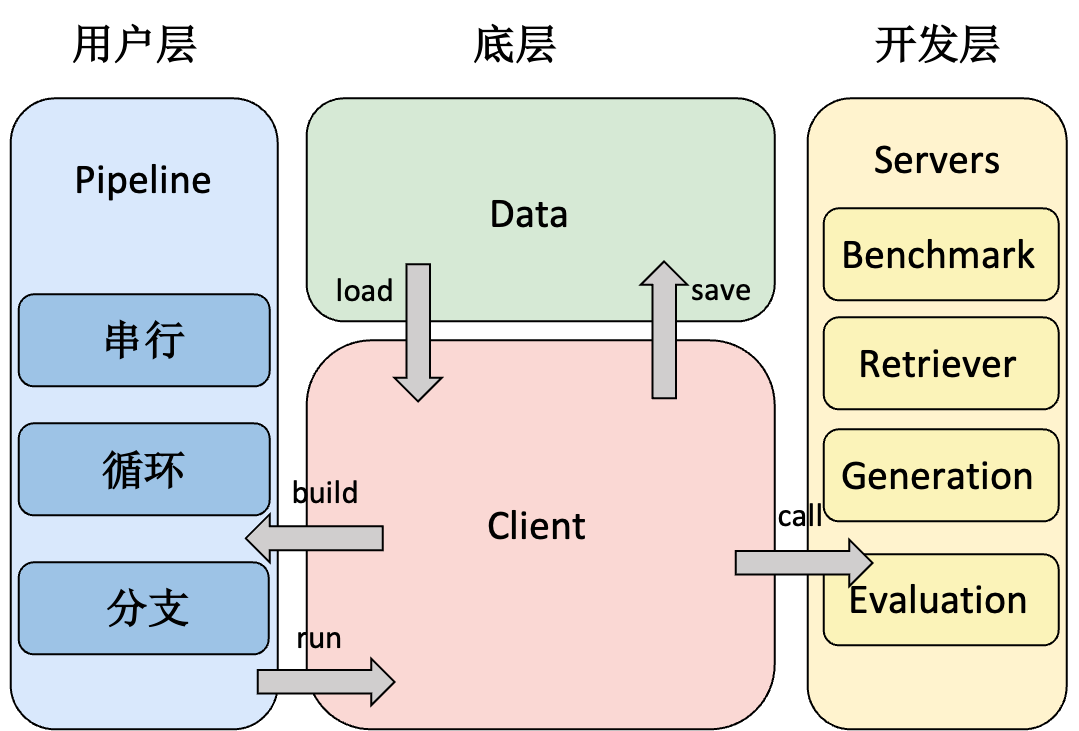 用户层
底层
开发层
Pipeline
串行
循环
分支
Data
load
save
Client
build
run
call
Servers
Benchmark
Retriever
Generation
Evaluation